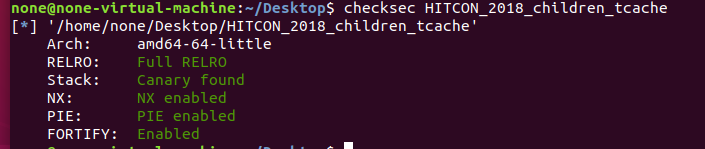 none@none-virtual-machine:~/Desktop$ checksec HITCON_2018_children_tcache
[*] '/home/none/Desktop/HITCON_2018_children_tcache'
Arch: amd64-64-little
RELRO: Full RELRO
Stack: Canary found
NX: NX enabled
PIE: PIE enabled
FORTIFY: Enabled